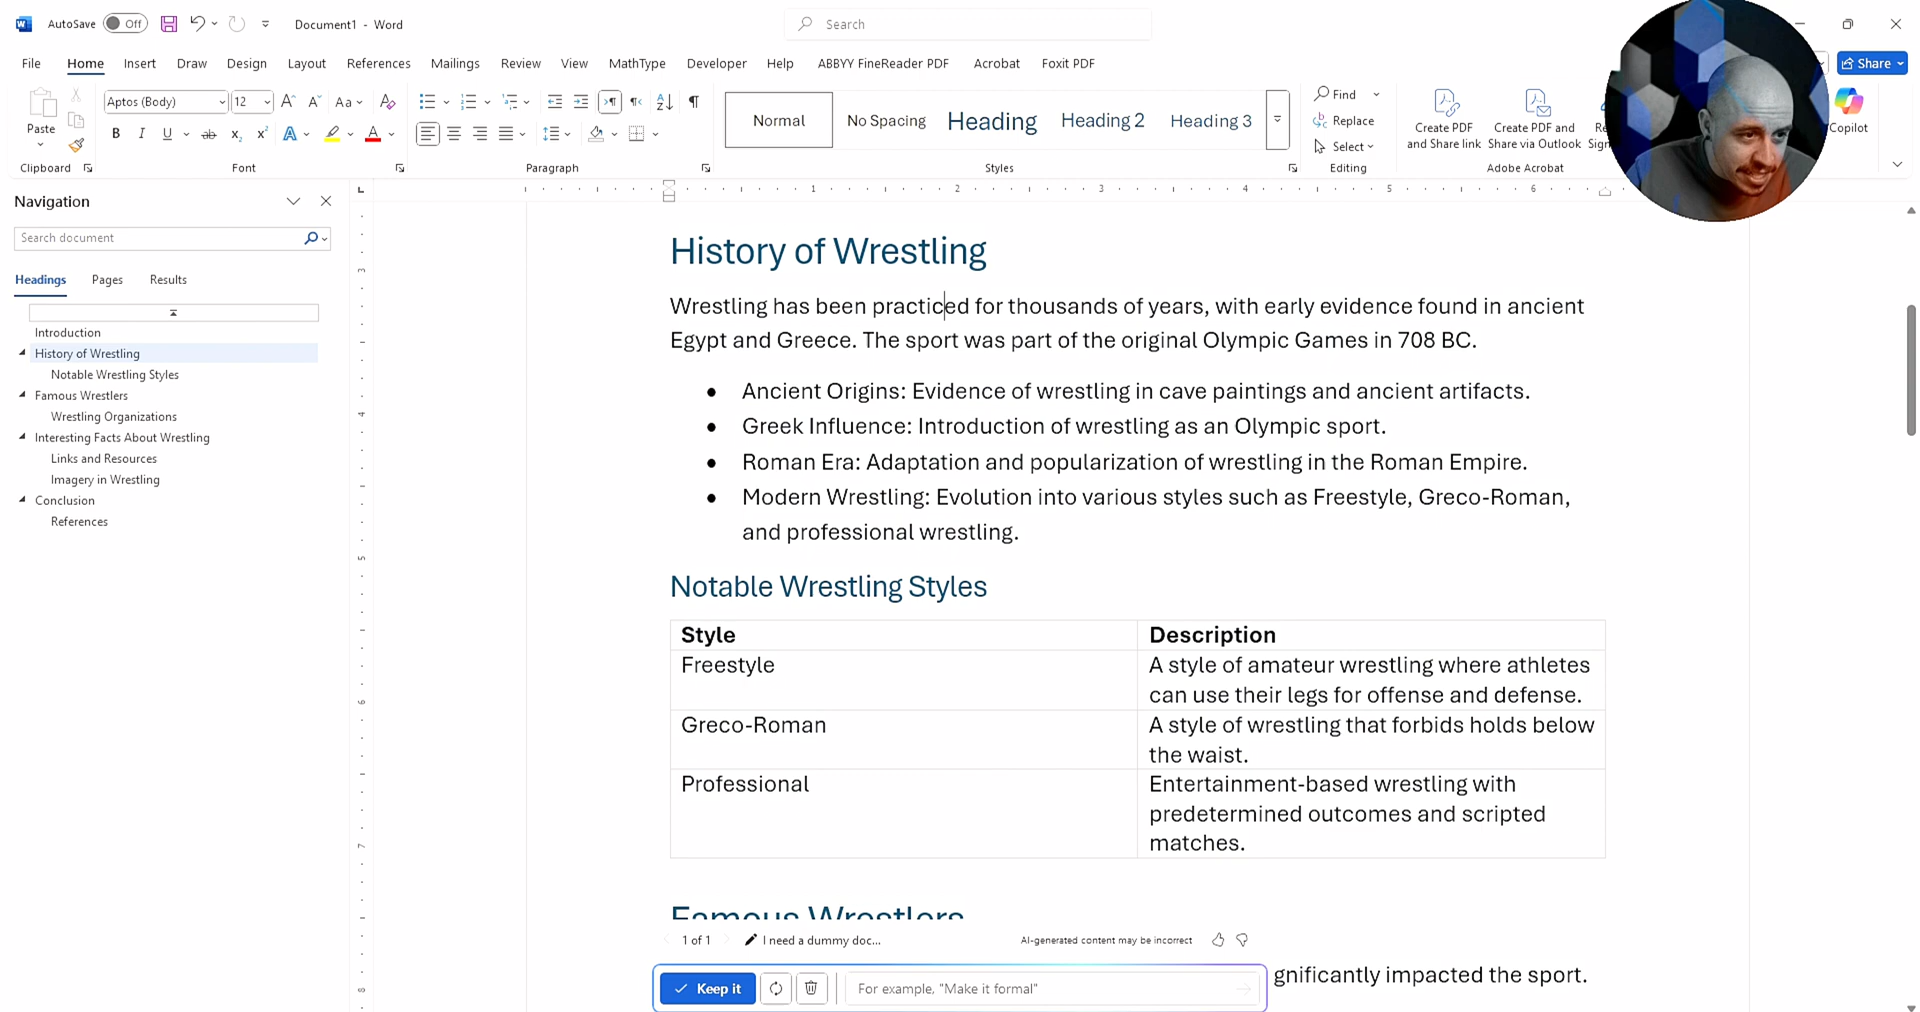 AutoSave Off Document1 - Word Search
File Home Insert Draw Design Layout References Mailings Review View MathType Developer Help ABBYY FineReader PDF Acrobat Foxit PDF Share
Paste Aptos (Body) 12 Aa Normal No Spacing Heading Heading 2 Heading 3 Find Replace Select Create PDF and Share link Create PDF and Share via Outlook Copilot
Clipboard Font Paragraph Styles Editing Adobe Acrobat
Navigation
Search document
Headings Pages Results
Introduction
History of Wrestling
Notable Wrestling Styles
Famous Wrestlers
Wrestling Organizations
Interesting Facts About Wrestling
Links and Resources
Imagery in Wrestling
Conclusion
References
History of Wrestling
Wrestling has been practiced for thousands of years, with early evidence found in ancient
Egypt and Greece. The sport was part of the original Olympic Games in 708 BC.
• Ancient Origins: Evidence of wrestling in cave paintings and ancient artifacts.
• Greek Influence: Introduction of wrestling as an Olympic sport.
• Roman Era: Adaptation and popularization of wrestling in the Roman Empire.
• Modern Wrestling: Evolution into various styles such as Freestyle, Greco-Roman,
and professional wrestling.
Notable Wrestling Styles
Style Description
Freestyle A style of amateur wrestling where athletes
can use their legs for offense and defense.
Greco-Roman A style of wrestling that forbids holds below
the waist.
Professional Entertainment-based wrestling with
predetermined outcomes and scripted
matches.
Famous Wrestlers
1 of 1 I need a dummy doc... AI-generated content may be incorrect
gnificantly impacted the sport.
Keep it For example, "Make it formal"